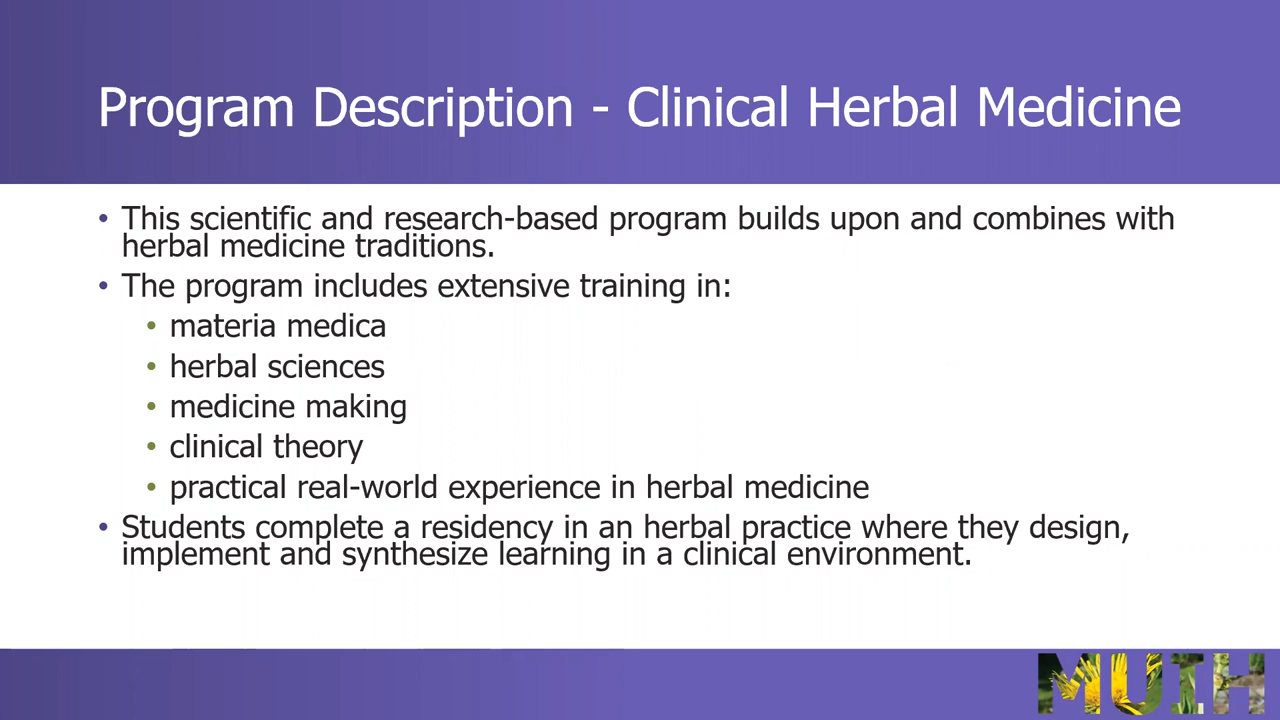 Program Description - Clinical Herbal Medicine
• This scientific and research-based program builds upon and combines with
herbal medicine traditions.
• The program includes extensive training in:
• materia medica
• herbal sciences
• medicine making
• clinical theory
• practical real-world experience in herbal medicine
• Students complete a residency in an herbal practice where they design,
implement and synthesize learning in a clinical environment.
MUIH